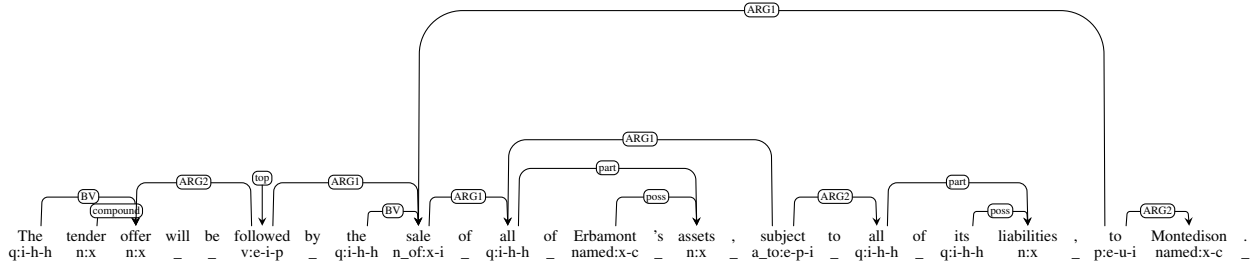 ARG1
ARG1
part
top
ARG2
ARG1
ARG2
part
BV
poss
ARG1
compound
BV
poss
ARG2
The tender offer will be followed by the sale of all of Erbamont 's assets , subject to all of its liabilities , to Montedison .
q:i-h-h n:x n:x _ _ v:e-i-p _ q:i-h-h n_of:x-i _ q:i-h-h _ named:x-c _ n:x _ a_to:e-p-i _ q:i-h-h _ q:i-h-h n:x _ p:e-u-i named:x-c _